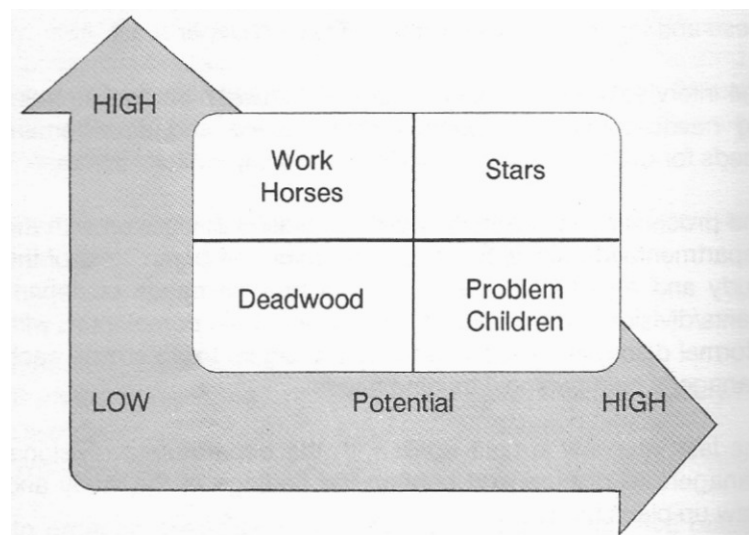 HIGH
Work
Horses
Stars
Deadwood
Problem
Children
LOW
Potential
HIGH